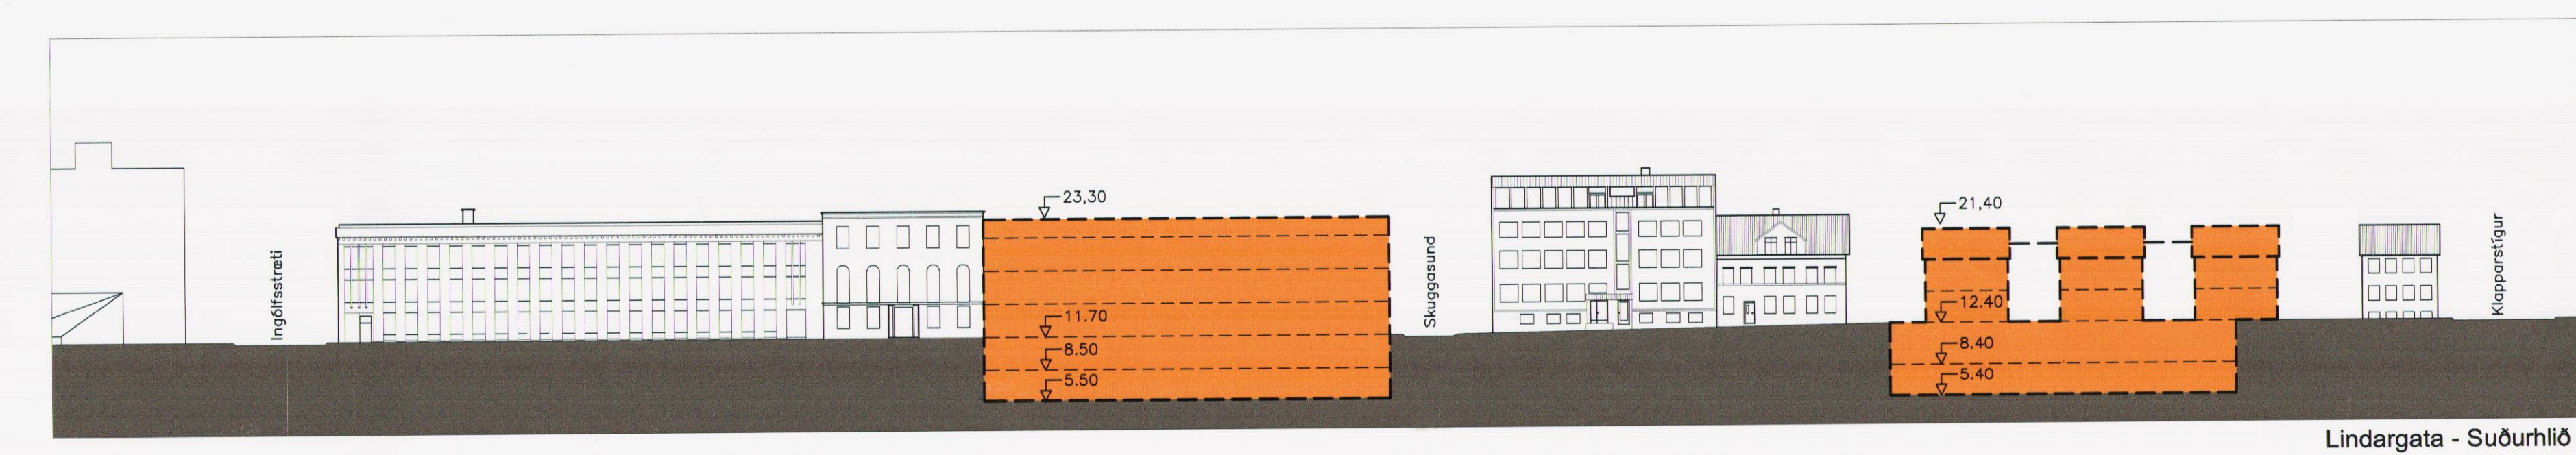 Ingólfsstræti
23,30
11.70
8.50
5.50
Skuggasund
21,40
12.40
8.40
5.40
Klapparstígur
Lindargata - Suðurhlið